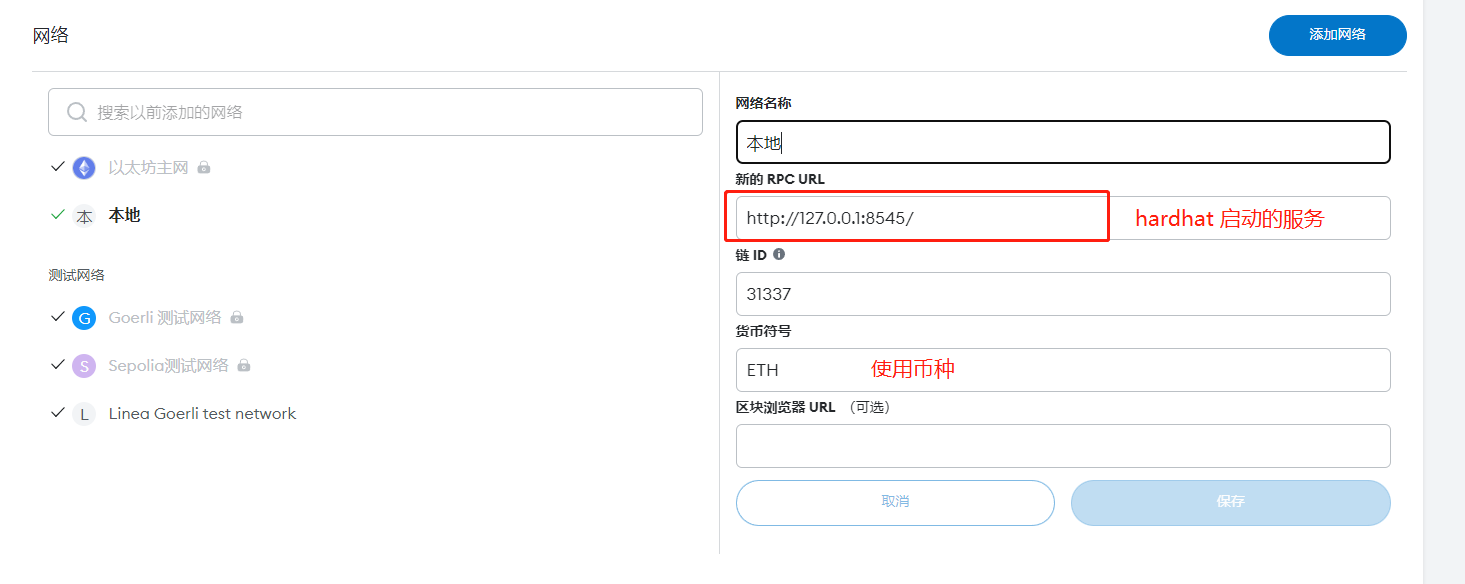 网络
添加网络
搜索以前添加的网络
以太坊主网
本 本地
测试网络
G Goerli 测试网络
S Sepolia测试网络
L Linea Goerli test network
网络名称
本地
新的 RPC URL
http://127.0.0.1:8545/ hardhat 启动的服务
链 ID
31337
货币符号
ETH 使用币种
区块浏览器 URL （可选）
取消 保存